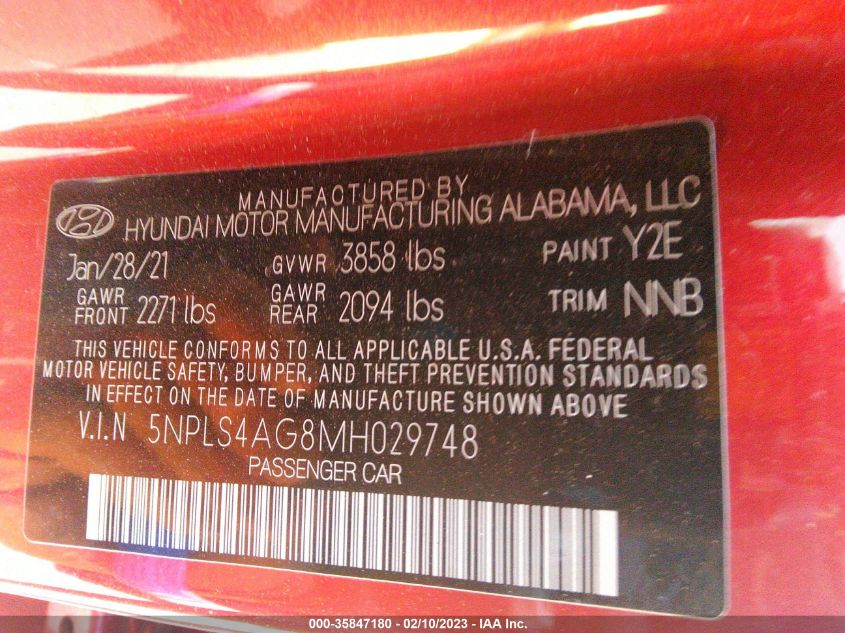 MANUFACTURED BY
HYUNDAI MOTOR MANUFACTURING ALABAMA, LLC
Jan/28/21 GVWR 3858 lbs PAINT Y2E
GAWR FRONT 2271 lbs GAWR REAR 2094 lbs TRIM NNB
THIS VEHICLE CONFORMS TO ALL APPLICABLE U.S.A. FEDERAL
MOTOR VEHICLE SAFETY, BUMPER, AND THEFT PREVENTION STANDARDS
IN EFFECT ON THE DATE OF MANUFACTURE SHOWN ABOVE
V.I.N 5NPLS4AG8MH029748
PASSENGER CAR
000-35847180 - 02/10/2023 - IAA Inc.